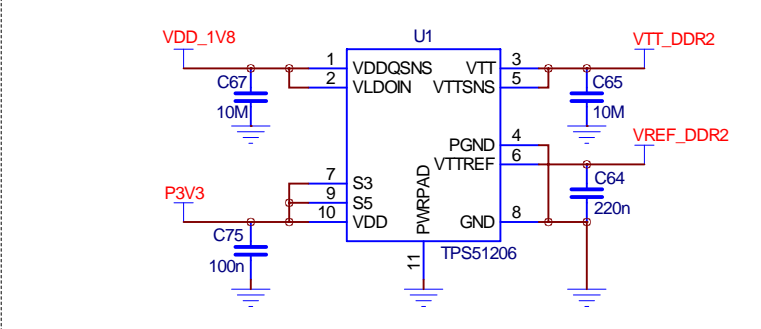 VDD_1V8
U1
VTT_DDR2
1 VDDQSNS VTT 3
2 VLDOIN VTTSNS 5
C67
10M
C65
10M
PGND 4
VTTREF 6
VREF_DDR2
P3V3
7 S3
9 S5
10 VDD
PWRPAD
GND 8
C64
220n
C75
100n
11
TPS51206